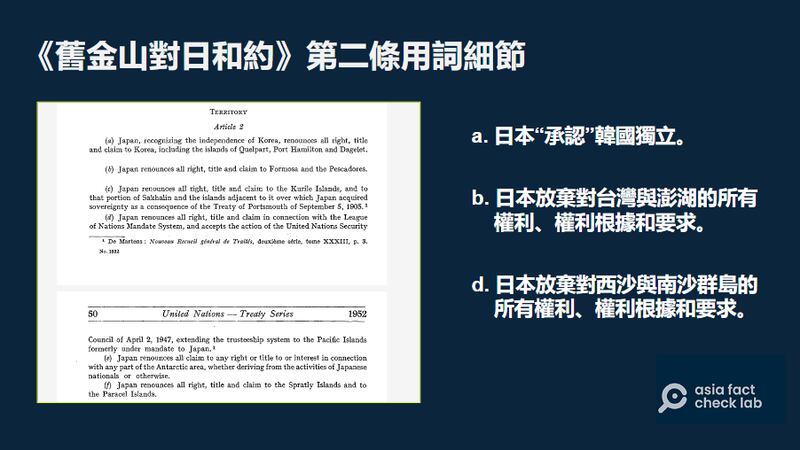 《舊金山對日和約》第二條用詞細節
TERRITORY
Article 2
(a) Japan, recognizing the independence of Korea, renounces all right, title
and claim to Korea, including the islands of Quelpart, Port Hamilton and Dagelet.
(b) Japan renounces all right, title and claim to Formosa and the Pescadores.
(c) Japan renounces all right, title and claim to the Kurile Islands, and to
that portion of Sakhalin and the islands adjacent to it over which Japan acquired
sovereignty as a consequence of the Treaty of Portsmouth of September 5, 1905.¹
(d) Japan renounces all right, title and claim in connection with the League
of Nations Mandate System, and accepts the action of the United Nations Security
¹ De Martens: Nouveau Recueil général de Traités, deuxième série, tome XXXIII, p. 3.
No. 1832
50 United Nations — Treaty Series 1952
Council of April 2, 1947, extending the trusteeship system to the Pacific Islands
formerly under mandate to Japan.¹
(e) Japan renounces all claim to any right or title to or interest in connection
with any part of the Antarctic area, whether deriving from the activities of Japanese
nationals or otherwise.
(f) Japan renounces all right, title and claim to the Spratly Islands and to
the Paracel Islands.
a. 日本“承認”韓國獨立。
b. 日本放棄對台灣與澎湖的所有
權利、權利根據和要求。
d. 日本放棄對西沙與南沙群島的
所有權利、權利根據和要求。
asia fact
check lab